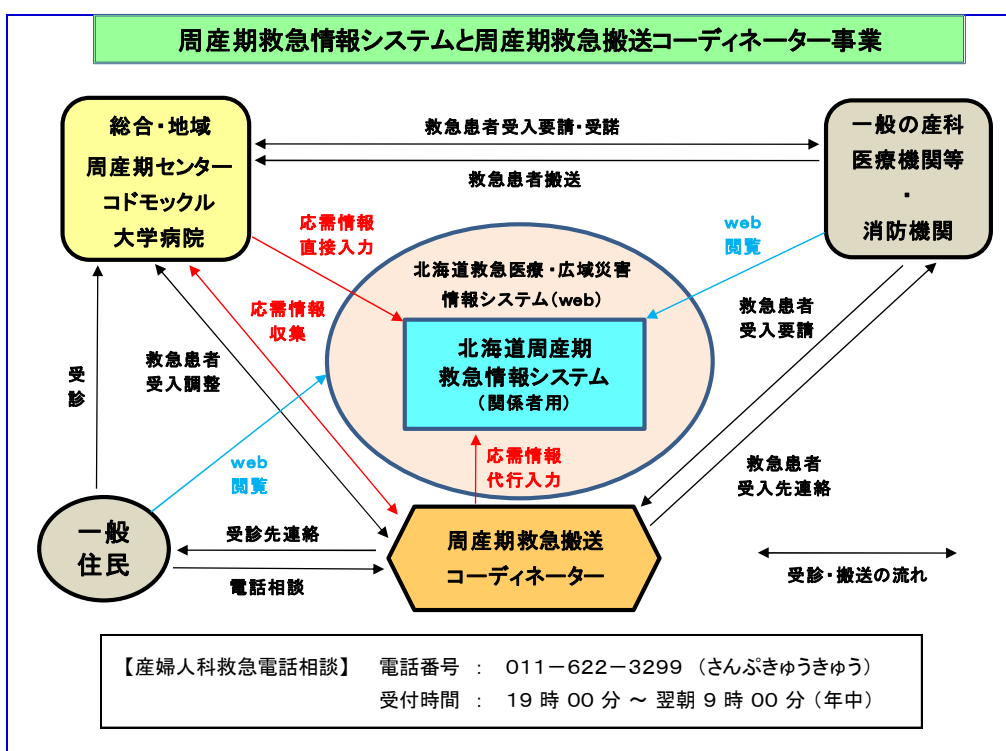 周産期救急情報システムと周産期救急搬送コーディネーター事業
総合・地域
周産期センター
コドモックル
大学病院
救急患者受入要請・受諾
救急患者搬送
一般の産科
医療機関等
・
消防機関
応需情報
直接入力
web
閲覧
北海道救急医療・広域災害
情報システム(web)
北海道周産期
救急情報システム
(関係者用)
応需情報
収集
救急患者
受入要請
救急患者
受入調整
受
診
web
閲覧
応需情報
代行入力
救急患者
受入先連絡
一般
住民
受診先連絡
電話相談
周産期救急搬送
コーディネーター
受診・搬送の流れ
【産婦人科救急電話相談】 電話番号 : 011-622-3299 (さんぷきゅうきゅう)
受付時間 : 19 時 00 分 ~ 翌朝 9 時 00 分 (年中)